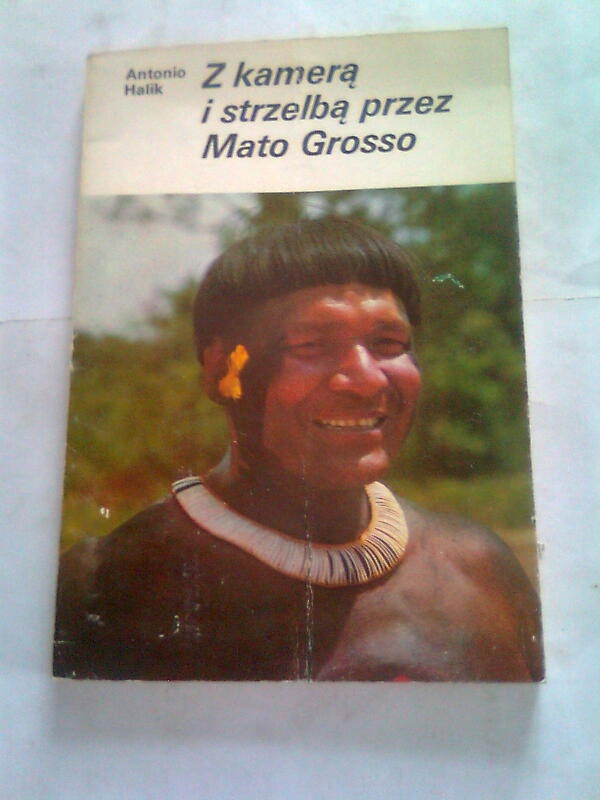 Antonio
Halik
Z kamerą
i strzelbą przez
Mato Grosso